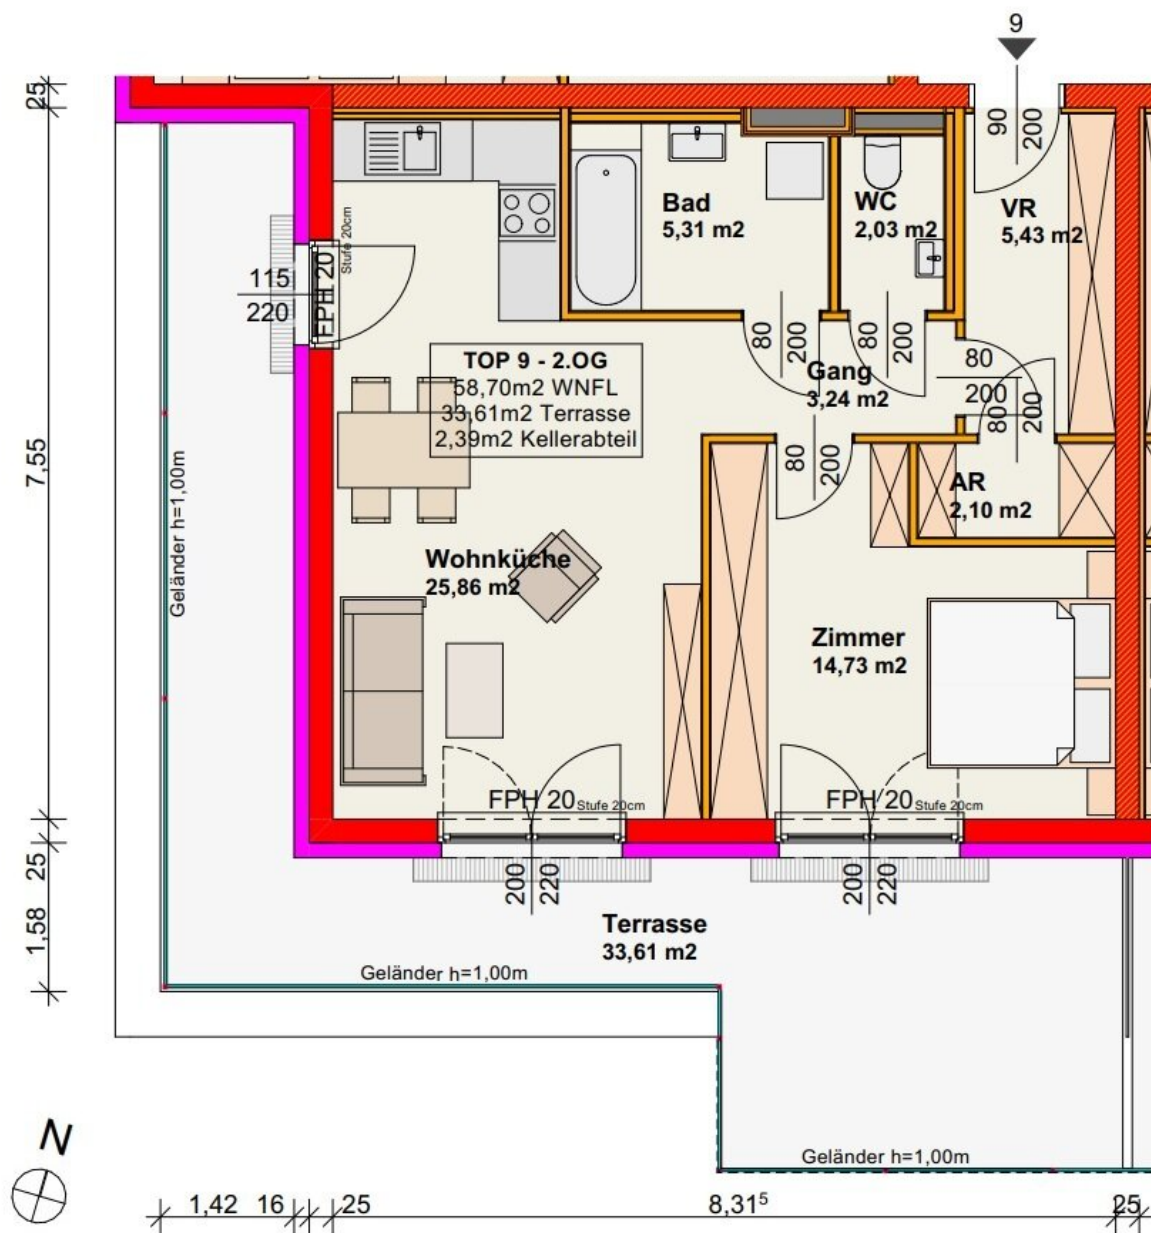 9
25
90
200
Bad
5,31 m2
WC
2,03 m2
VR
5,43 m2
115
220
FPH 20
Stufe 20cm
80
200
80
200
80
200
80
200
Gang
3,24 m2
TOP 9 - 2.OG
58,70m2 WNFL
33,61m2 Terrasse
2,39m2 Kellerabteil
80
200
AR
2,10 m2
7,55
Geländer h=1,00m
Wohnküche
25,86 m2
Zimmer
14,73 m2
FPH 20 Stufe 20cm
FPH 20 Stufe 20cm
25
200
220
200
220
1,58
Terrasse
33,61 m2
Geländer h=1,00m
N
Geländer h=1,00m
1,42
16
25
8,31⁵
25